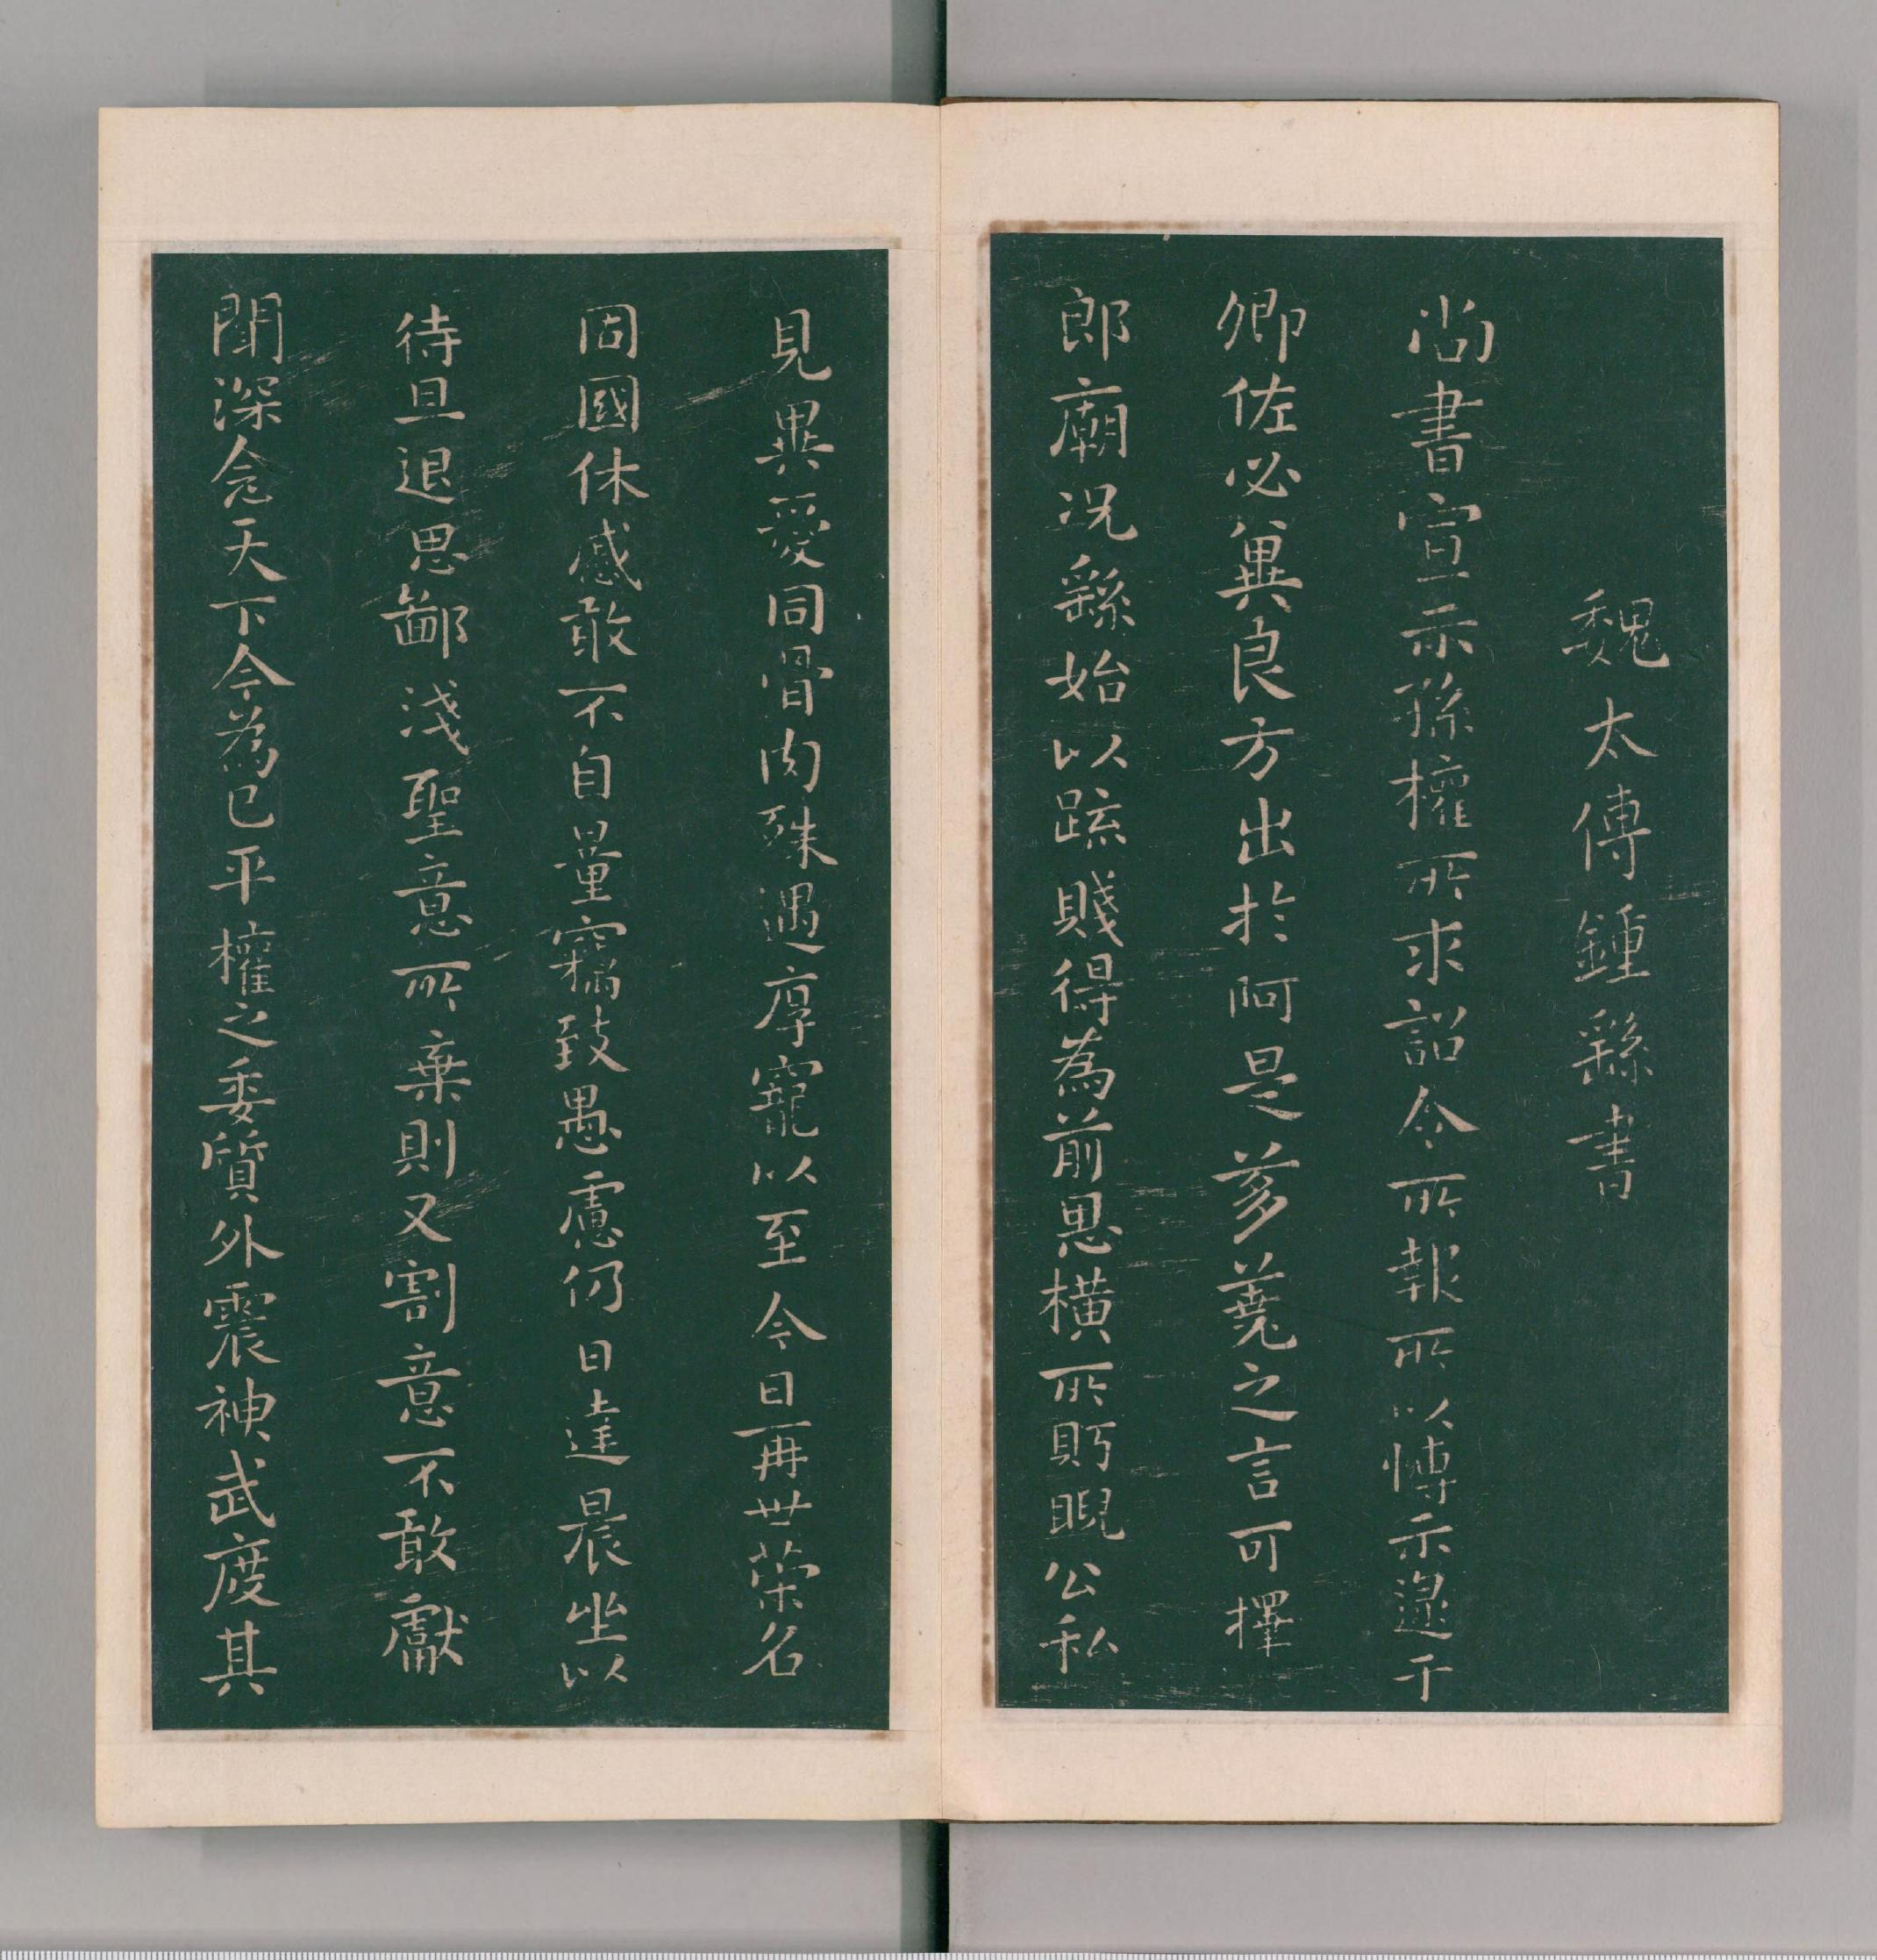 魏太傅鍾繇書
尚書宣示孫權所求詔令所報所以博示逮于
卿佐必冀良方出於阿是芻蕘之言可擇
郎廟況繇始以疏賤得為前恩橫所眄睨公私
見異愛同骨肉殊遇厚寵以至今日再世榮名
同國休慼敢不自量竊致愚慮仍日達晨坐以
待旦退思鄙淺聖意所棄則又割意不敢獻
聞深念天下今為已平權之委質外震神武度其